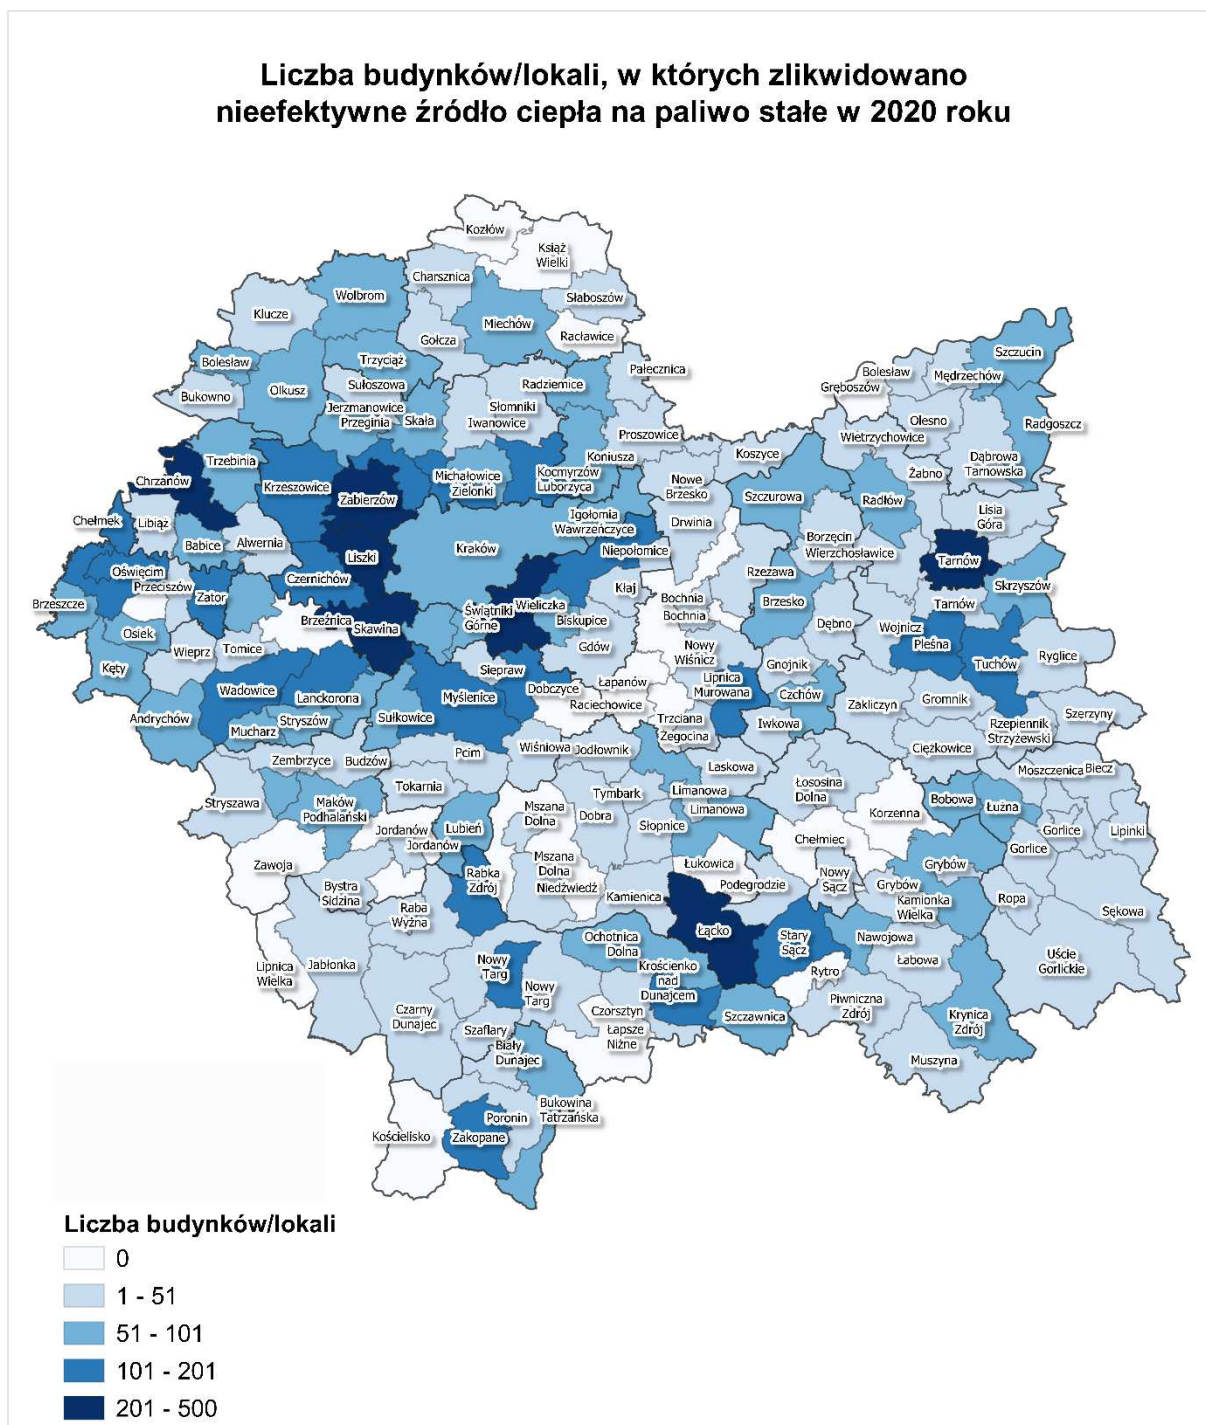 Liczba budynków/lokali, w których zlikwidowano
nieefektywne źródło ciepła na paliwo stałe w 2020 roku
Kozłów
Książ
Wielki
Charsznica
Słaboszów
Wolbrom
Klucze
Miechów
Gołcza
Racławice
Bolesław
Trzyciąż
Pałecznica
Bukowno
Olkusz
Sułoszowa
Radziemice
Jerzmanowice
Przeginia
Skała
Słomniki
Iwanowice
Proszowice
Szczucin
Bolesław
Mędrzechów
Gręboszów
Olesno
Radgoszcz
Wietrzychowice
Dąbrowa
Tarnowska
Trzebinia
Koniusza
Koszyce
Żabno
Chrzanów
Krzeszowice
Zabierzów
Michałowice
Zielonki
Kocmyrzów
Luborzyca
Nowe
Brzesko
Szczurowa
Radłów
Lisia
Góra
Chełmek
Libiąż
Igołomia
Wawrzeńczyce
Drwinia
Borzęcin
Wierzchosławice
Babice
Alwernia
Liszki
Kraków
Niepołomice
Tarnów
Oświęcim
Przeciszów
Czernichów
Rzezawa
Skrzyszów
Brzeszcze
Zator
Kłaj
Bochnia
Bochnia
Brzesko
Tarnów
Osiek
Brzeźnica
Skawina
Świątniki
Górne
Wieliczka
Biskupice
Dębno
Wojnicz
Pleśna
Wieprz
Tomice
Gdów
Nowy
Wiśnicz
Ryglice
Kęty
Siepraw
Gnojnik
Tuchów
Wadowice
Lanckorona
Myślenice
Dobczyce
Łapanów
Lipnica
Murowana
Czchów
Gromnik
Raciechowice
Zakliczyn
Andrychów
Mucharz
Stryszów
Sułkowice
Trzciana
Żegocina
Iwkowa
Rzepiennik
Strzyżewski
Szerzyny
Wiśniowa
Jodłownik
Ciężkowice
Zembrzyce
Budzów
Pcim
Laskowa
Moszczenica
Biecz
Stryszawa
Maków
Podhalański
Tokarnia
Tymbark
Limanowa
Łososina
Dolna
Bobowa
Łużna
Mszana
Dolna
Dobra
Limanowa
Korzenna
Jordanów
Jordanów
Lubień
Słopnice
Chełmiec
Gorlice
Gorlice
Lipinki
Zawoja
Mszana
Dolna
Łukowica
Grybów
Bystra
Sidzina
Rabka
Zdrój
Niedźwiedź
Kamienica
Podegrodzie
Nowy
Sącz
Grybów
Kamionka
Wielka
Ropa
Raba
Wyżna
Sękowa
Łącko
Stary
Sącz
Nawojowa
Ochotnica
Dolna
Łabowa
Uście
Gorlickie
Lipnica
Wielka
Jabłonka
Nowy
Targ
Krościenko
nad
Dunajcem
Rytro
Nowy
Targ
Piwniczna
Zdrój
Czarny
Dunajec
Czorsztyn
Szczawnica
Krynica
Zdrój
Szaflary
Łapsze
Niżne
Biały
Dunajec
Muszyna
Bukowina
Tatrzańska
Poronin
Kościelisko
Zakopane
Liczba budynków/lokali
0
1 - 51
51 - 101
101 - 201
201 - 500